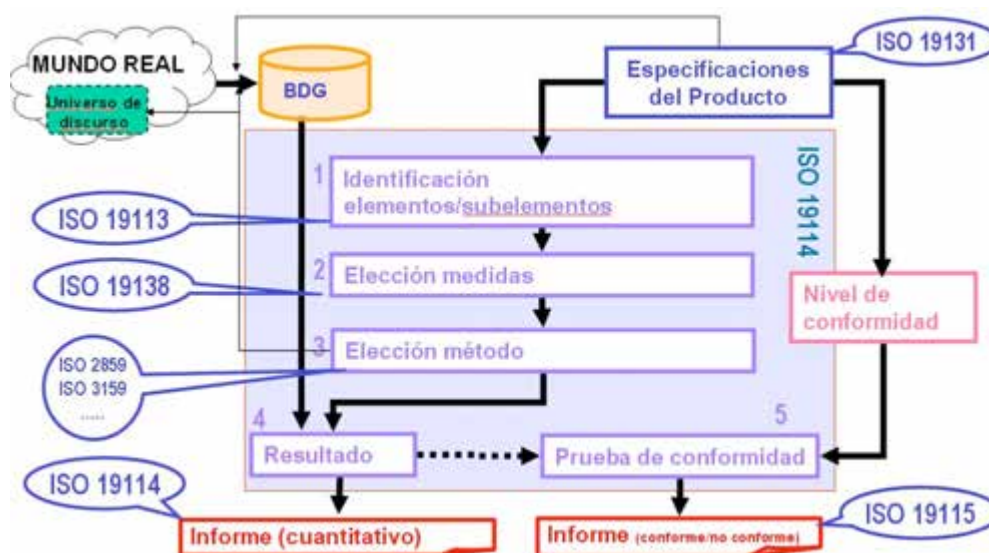 MUNDO REAL
Universo de
discurso
BDG
Especificaciones
del Producto
ISO 19131
1
Identificación
elementos/subelementos
ISO 19113
ISO 19114
2
Elección medidas
ISO 19138
Nivel de
conformidad
3
Elección método
ISO 2859
ISO 3159
.....
4
Resultado
5
Prueba de conformidad
ISO 19114
Informe (cuantitativo)
Informe (conforme/no conforme)
ISO 19115